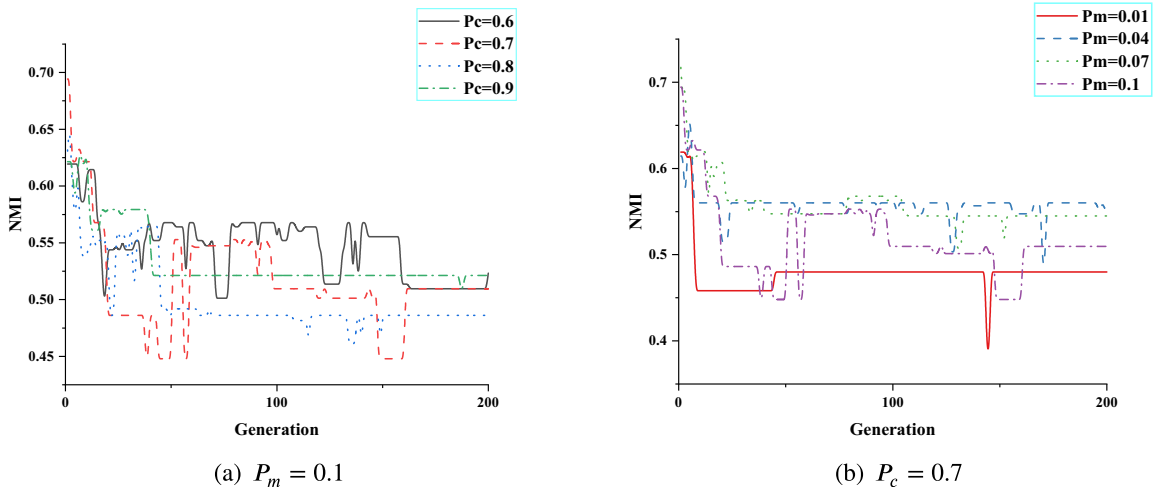 Pc=0.6
Pc=0.7
Pc=0.8
Pc=0.9
0.70
0.65
0.60
0.55
0.50
0.45
NMI
0
100
200
Generation
(a) P_m = 0.1
Pm=0.01
Pm=0.04
Pm=0.07
Pm=0.1
0.7
0.6
0.5
0.4
NMI
0
100
200
Generation
(b) P_c = 0.7